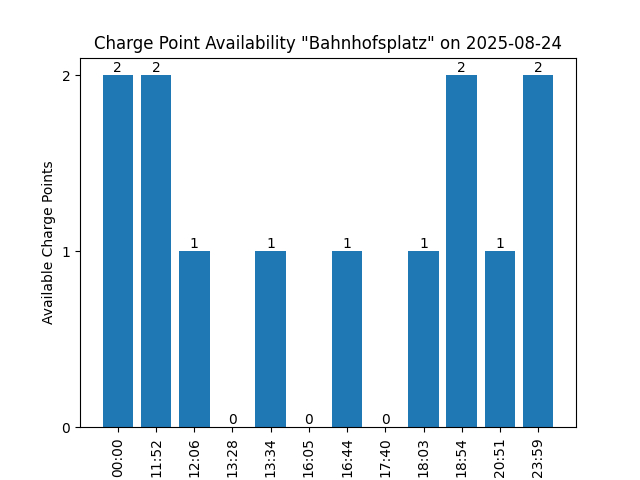 Charge Point Availability "Bahnhofsplatz" on 2025-08-24
Available Charge Points
2
1
0
2 2 1 0 1 0 1 0 1 2 1 2
00:00 11:52 12:06 13:28 13:34 16:05 16:44 17:40 18:03 18:54 20:51 23:59